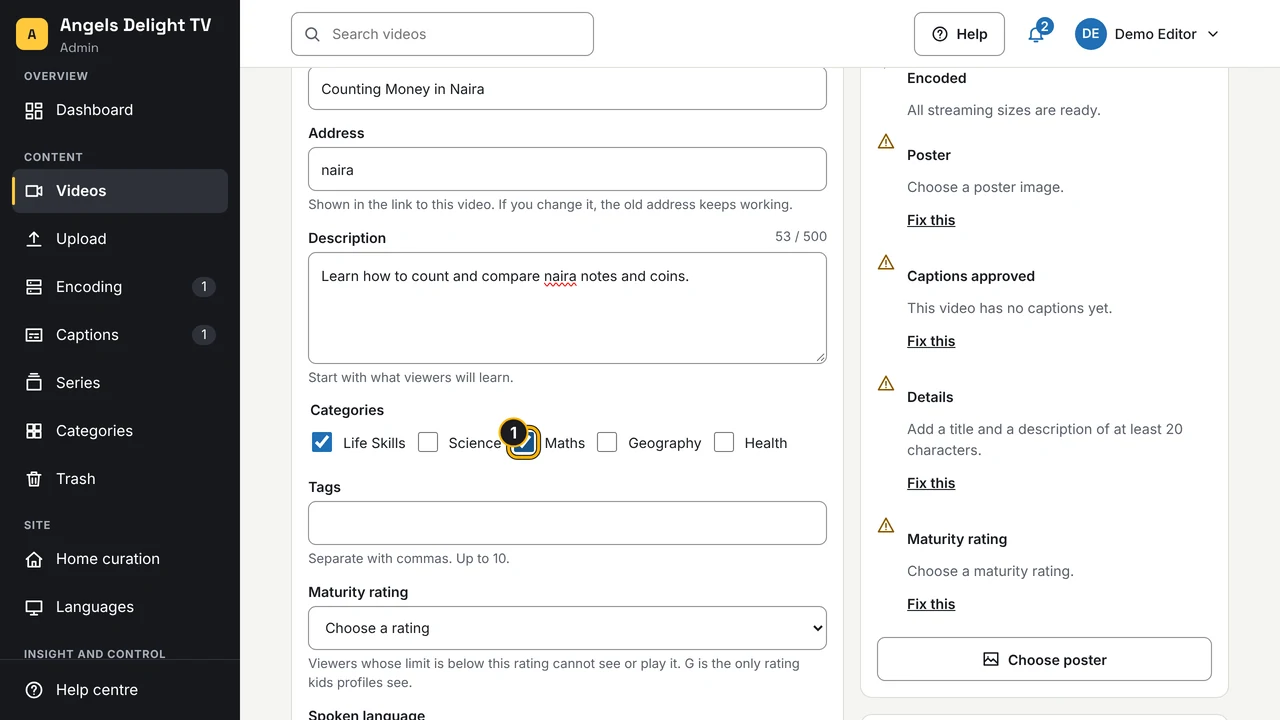 A
Angels Delight TV
Admin
OVERVIEW
Dashboard
CONTENT
Videos
Upload
Encoding 1
Captions 1
Series
Categories
Trash
SITE
Home curation
Languages
INSIGHT AND CONTROL
Help centre
Search videos
Help
2
DE Demo Editor
Counting Money in Naira
Address
naira
Shown in the link to this video. If you change it, the old address keeps working.
Description 53 / 500
Learn how to count and compare naira notes and coins.
Start with what viewers will learn.
Categories
Life Skills Science 1 Maths Geography Health
Tags
Separate with commas. Up to 10.
Maturity rating
Choose a rating
Viewers whose limit is below this rating cannot see or play it. G is the only rating
kids profiles see.
Spoken language
Encoded
All streaming sizes are ready.
Poster
Choose a poster image.
Fix this
Captions approved
This video has no captions yet.
Fix this
Details
Add a title and a description of at least 20
characters.
Fix this
Maturity rating
Choose a maturity rating.
Fix this
Choose poster